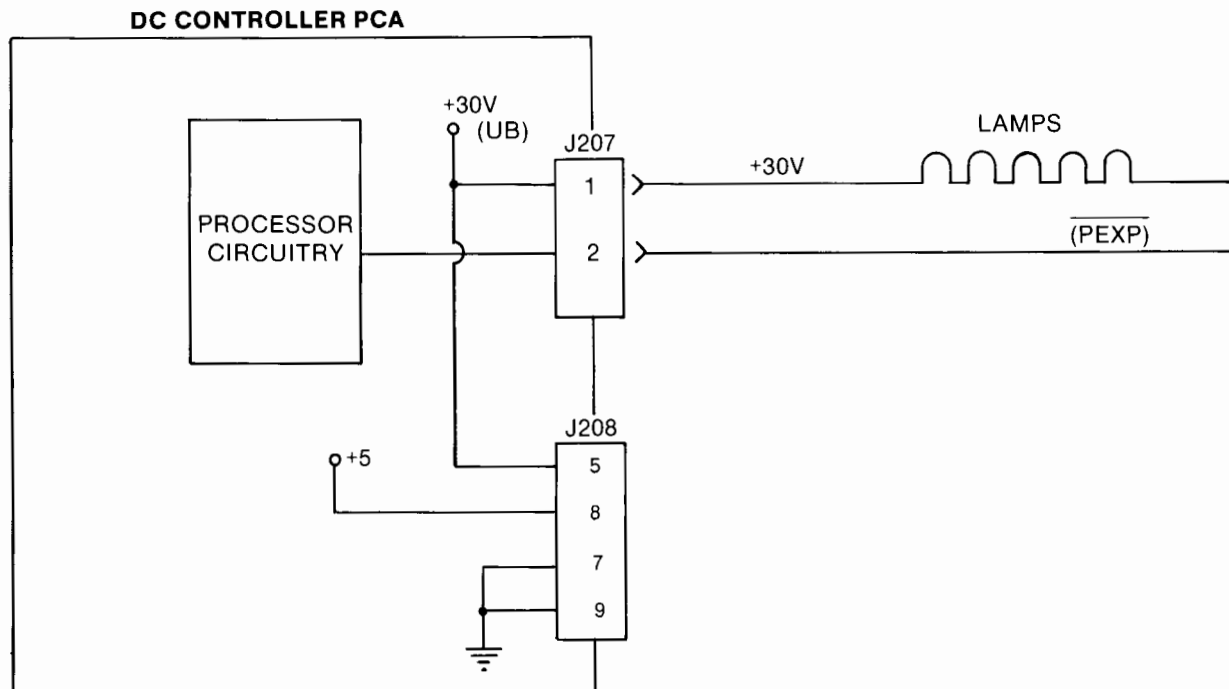 DC CONTROLLER PCA
+30V
(UB)
J207
1
2
PROCESSOR
CIRCUITRY
LAMPS
+30V
(PEXP)
J208
+5
5
8
7
9